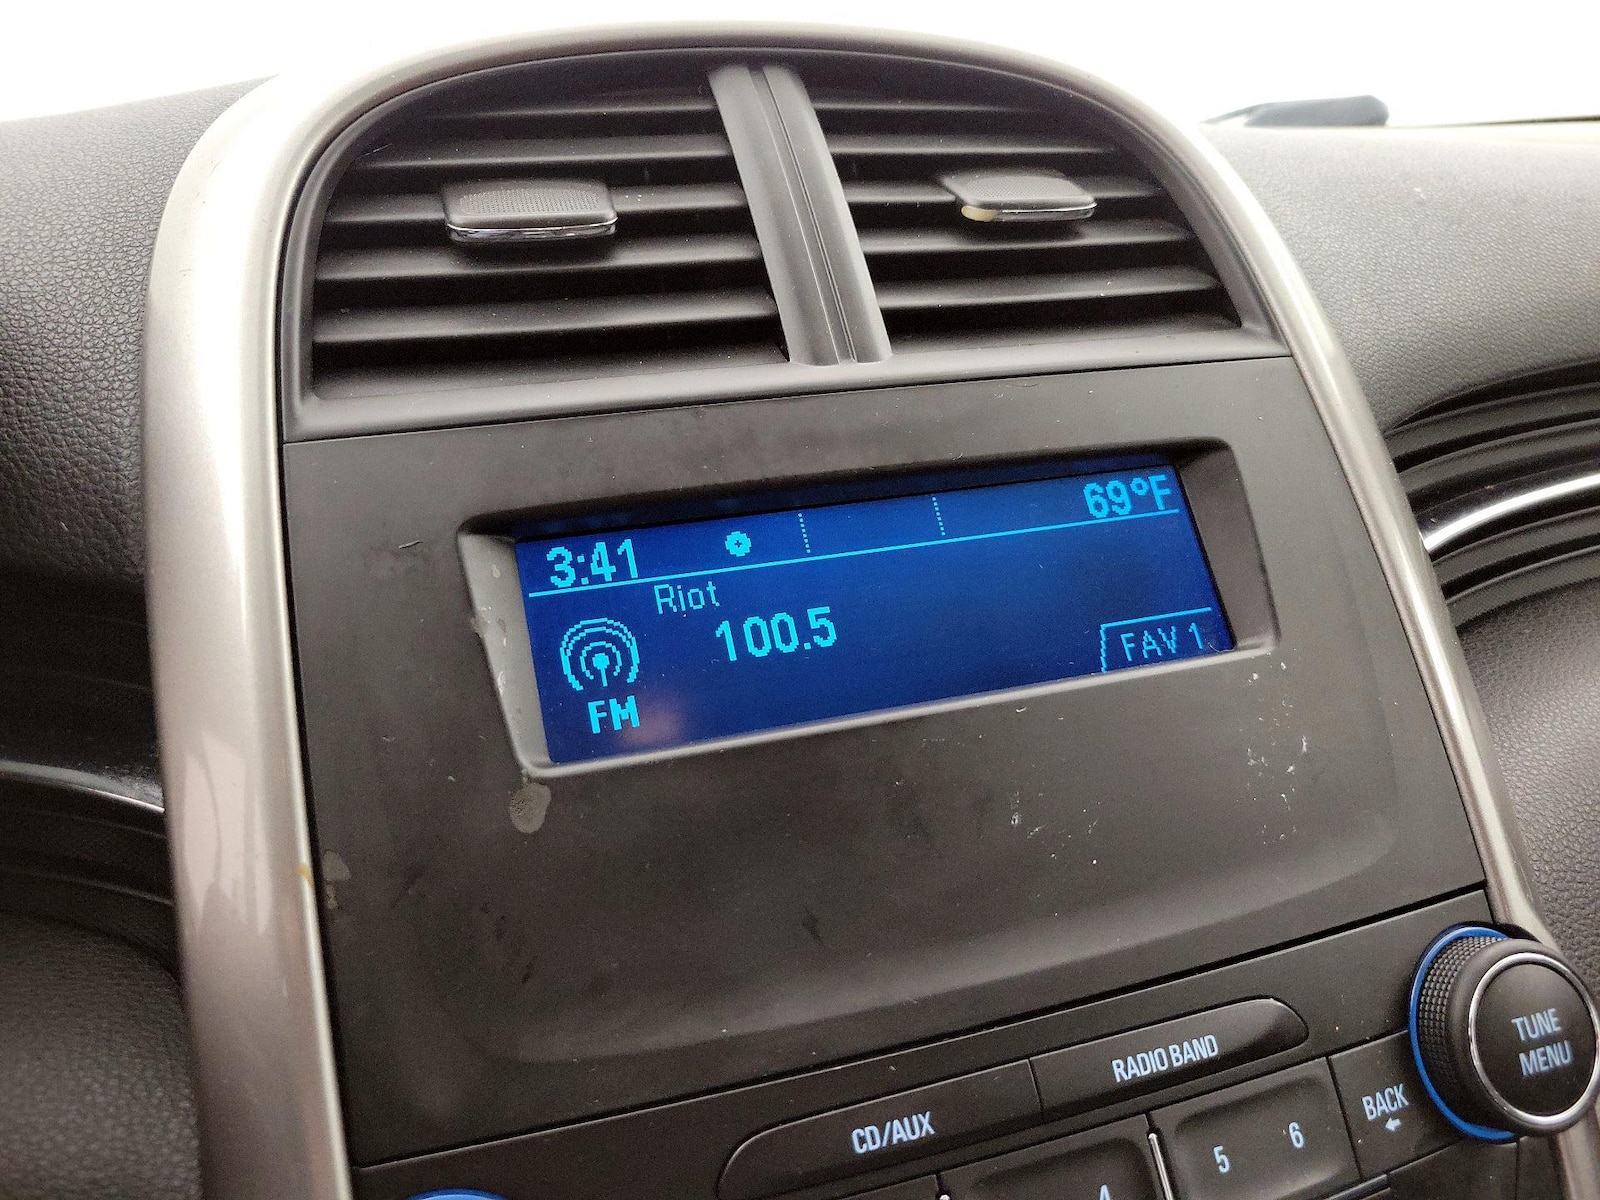 3:41 69°F
Riot
100.5
FAV 1
FM
RADIO BAND
CD/AUX
TUNE
MENU
BACK
4 5 6